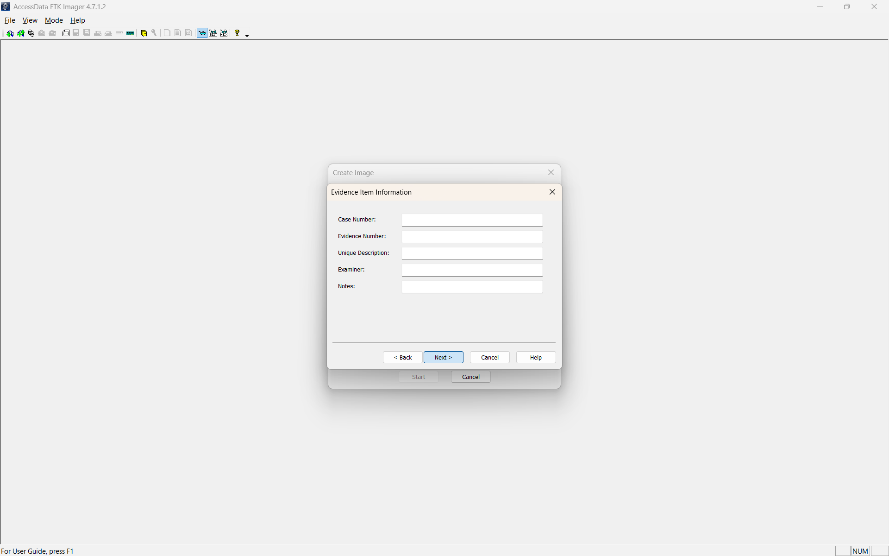 AccessData FTK Imager 4.7.1.2
File View Mode Help
Create Image
Evidence Item Information
Case Number:
Evidence Number:
Unique Description:
Examiner:
Notes:
< Back Next > Cancel Help
Start Cancel
For User Guide, press F1
NUM